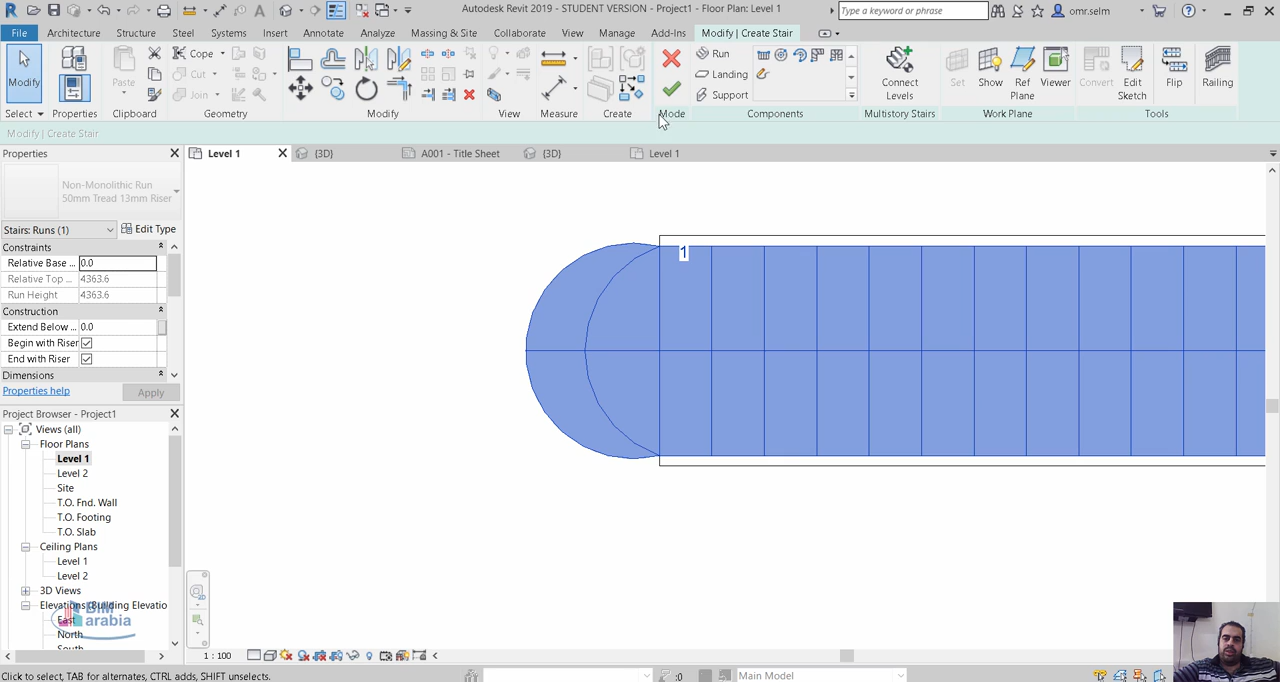 Autodesk Revit 2019 - STUDENT VERSION - Project1 - Floor Plan: Level 1
Type a keyword or phrase
omr.selm
File Architecture Structure Steel Systems Insert Annotate Analyze Massing & Site Collaborate View Manage Add-Ins Modify | Create Stair
Modify
Properties
Paste
Cope
Cut
Join
Run
Landing
Support
Connect Levels
Set
Show
Ref Plane
Viewer
Convert
Edit Sketch
Flip
Railing
Select Properties Clipboard Geometry Modify View Measure Create Mode Components Multistory Stairs Work Plane Tools
Modify | Create Stair
Properties
Level 1
{3D}
A001 - Title Sheet
{3D}
Level 1
Non-Monolithic Run
50mm Tread 13mm Riser
Stairs: Runs (1)
Edit Type
Constraints
Relative Base ... 0.0
Relative Top ... 4363.6
Run Height 4363.6
Construction
Extend Below ... 0.0
Begin with Riser
End with Riser
Dimensions
Properties help
Apply
1
Project Browser - Project1
Views (all)
Floor Plans
Level 1
Level 2
Site
T.O. Fnd. Wall
T.O. Footing
T.O. Slab
Ceiling Plans
Level 1
Level 2
3D Views
Elevations (Building Elevatio
East
North
South
BIM
arabia
1 : 100
Click to select, TAB for alternates, CTRL adds, SHIFT unselects.
:0
Main Model